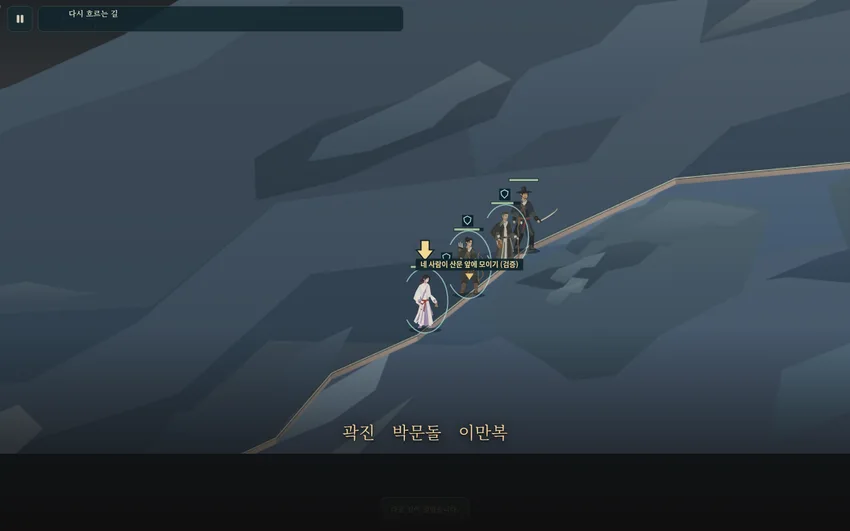 다시 흐르는 길
네 사람이 산문 앞에 모이기 (검증)
곽진 박문돌 이만복